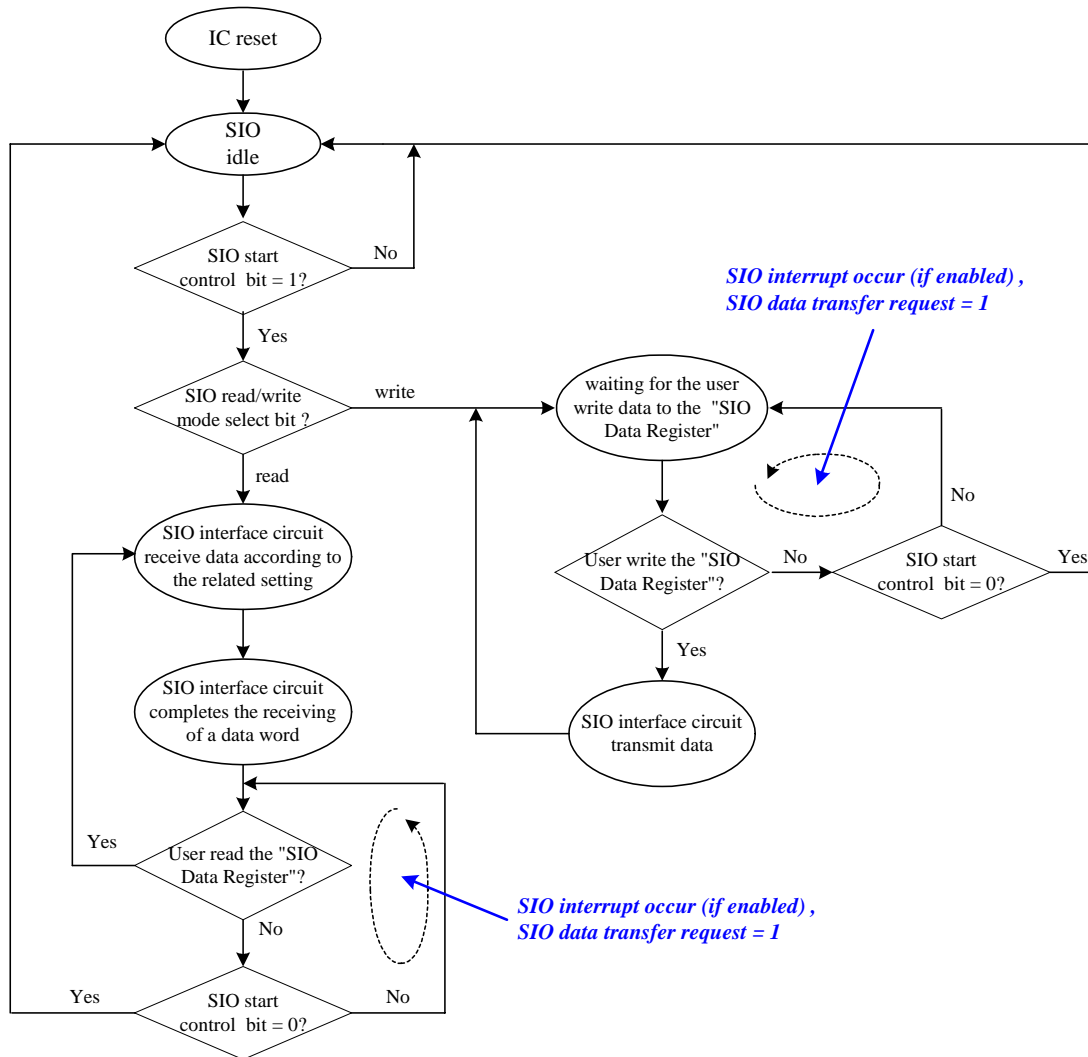 IC reset
SIO
idle
SIO start
control bit = 1?
No
Yes
SIO interrupt occur (if enabled) ,
SIO data transfer request = 1
SIO read/write
mode select bit ?
write
read
waiting for the user
write data to the "SIO
Data Register"
No
SIO interface circuit
receive data according to
the related setting
User write the "SIO
Data Register"?
No
SIO start
control bit = 0?
Yes
Yes
SIO interface circuit
completes the receiving
of a data word
SIO interface circuit
transmit data
Yes
User read the "SIO
Data Register"?
No
SIO interrupt occur (if enabled) ,
SIO data transfer request = 1
Yes
SIO start
control bit = 0?
No